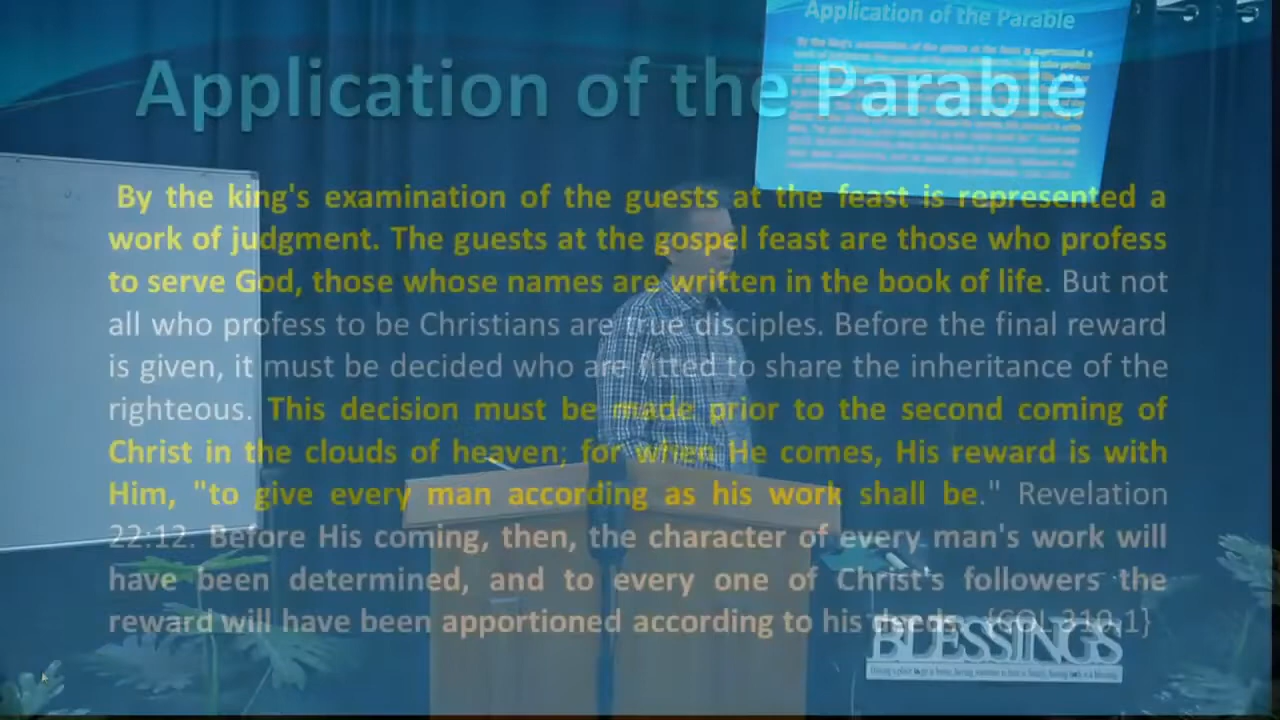 Application of the Parable
Application of the Parable
By the king's examination of the guests at the feast is represented a
work of judgment. The guests at the gospel feast are those who profess
to serve God, those whose names are written in the book of life. But not
all who profess to be Christians are true disciples. Before the final reward
is given, it must be decided who are fitted to share the inheritance of the
righteous. This decision must be made prior to the second coming of
Christ in the clouds of heaven; for when He comes, His reward is with
Him, "to give every man according as his work shall be." Revelation
22:12. Before His coming, then, the character of every man's work will
have been determined, and to every one of Christ's followers the
reward will have been apportioned according to his deeds. {COL 310.1}
BLESSINGS